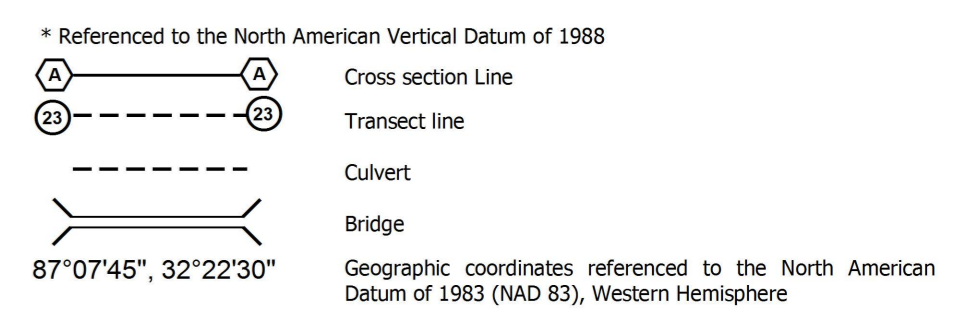 * Referenced to the North American Vertical Datum of 1988
A A Cross section Line
23 23 Transect line
Culvert
Bridge
87°07'45", 32°22'30" Geographic coordinates referenced to the North American
Datum of 1983 (NAD 83), Western Hemisphere